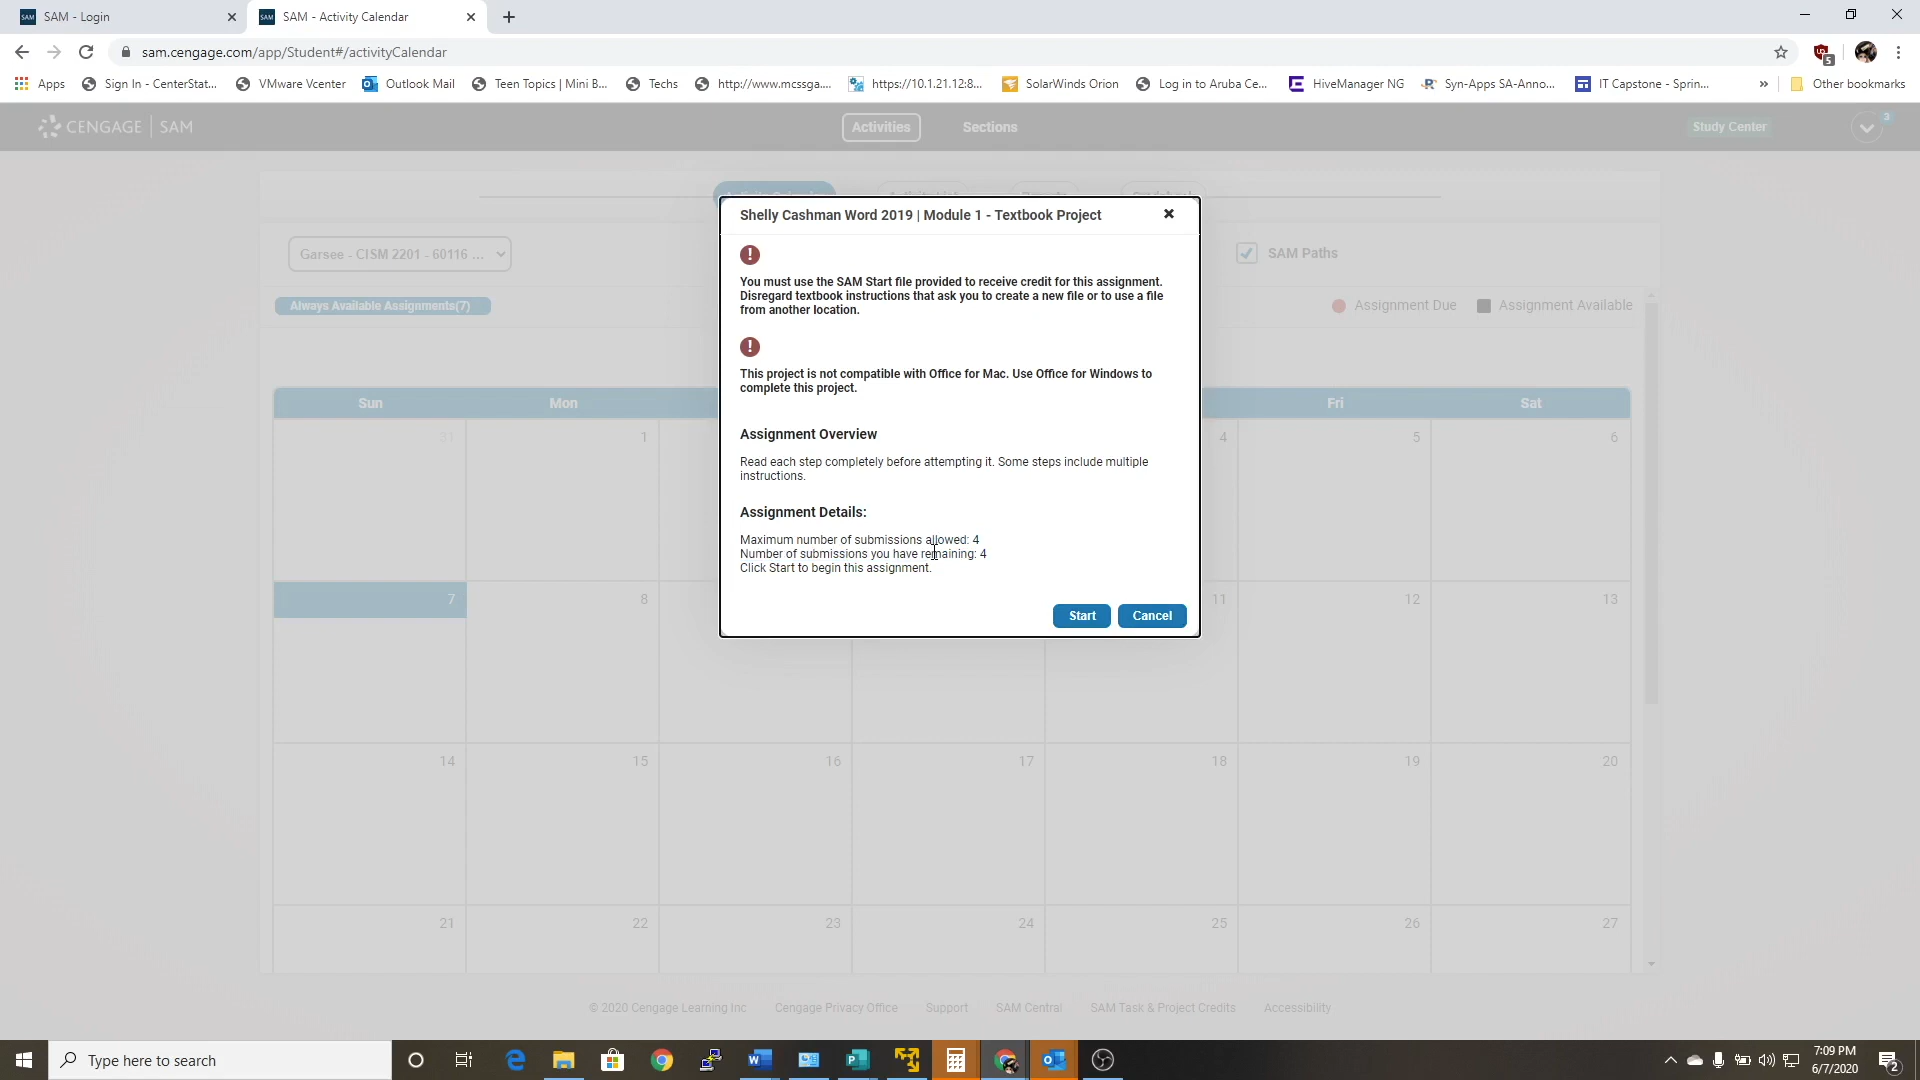 SAM - Login
SAM - Activity Calendar
sam.cengage.com/app/Student#/activityCalendar
5
Apps
Sign In - CenterStat...
VMware Vcenter
Outlook Mail
Teen Topics | Mini B...
Techs
http://www.mcssga....
https://10.1.21.12:8...
SolarWinds Orion
Log in to Aruba Ce...
HiveManager NG
Syn-Apps SA-Anno...
IT Capstone - Sprin...
»
Other bookmarks
CENGAGE | SAM
Activities
Sections
Study Center
3
Shelly Cashman Word 2019 | Module 1 - Textbook Project
Garsee - CISM 2201 - 60116 ...
SAM Paths
You must use the SAM Start file provided to receive credit for this assignment.
Disregard textbook instructions that ask you to create a new file or to use a file
from another location.
Always Available Assignments(7)
Assignment Due
Assignment Available
This project is not compatible with Office for Mac. Use Office for Windows to
complete this project.
Sun
Mon
Fri
Sat
31
1
4
5
6
Assignment Overview
Read each step completely before attempting it. Some steps include multiple
instructions.
Assignment Details:
Maximum number of submissions allowed: 4
Number of submissions you have remaining: 4
Click Start to begin this assignment.
Start
Cancel
7
8
11
12
13
14
15
16
17
18
19
20
21
22
23
24
25
26
27
© 2020 Cengage Learning Inc
Cengage Privacy Office
Support
SAM Central
SAM Task & Project Credits
Accessibility
Type here to search
7:09 PM
6/7/2020
2